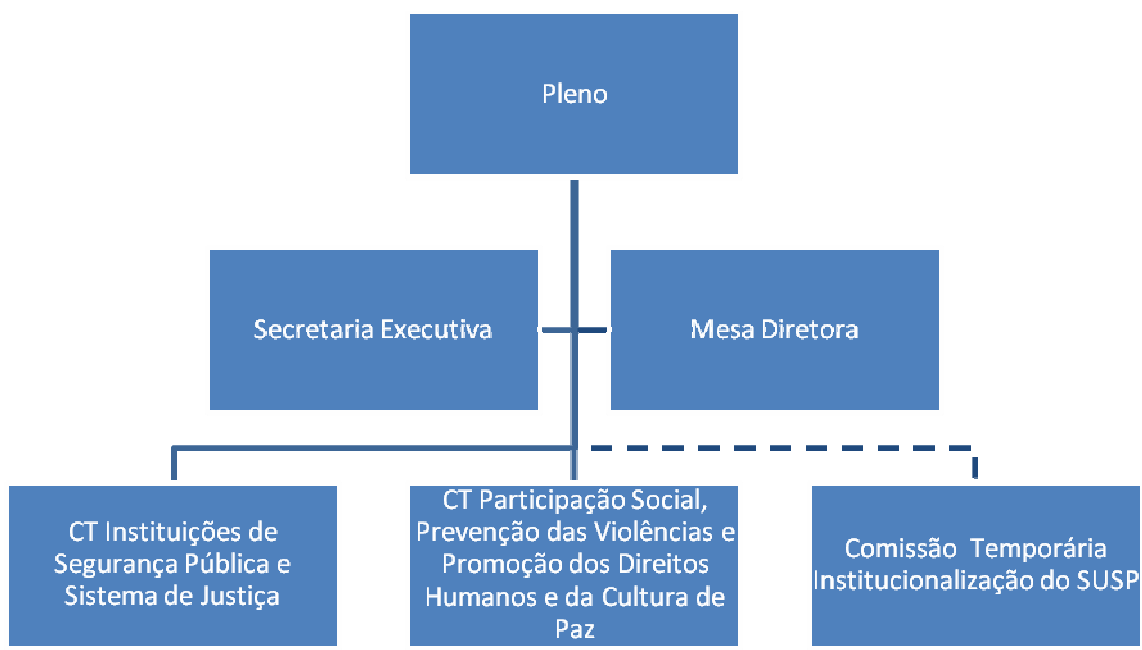 Pleno
Secretaria Executiva
Mesa Diretora
CT Instituições de
Segurança Pública e
Sistema de Justiça
CT Participação Social,
Prevenção das Violências e
Promoção dos Direitos
Humanos e da Cultura de
Paz
Comissão Temporária
Institucionalização do SUSP